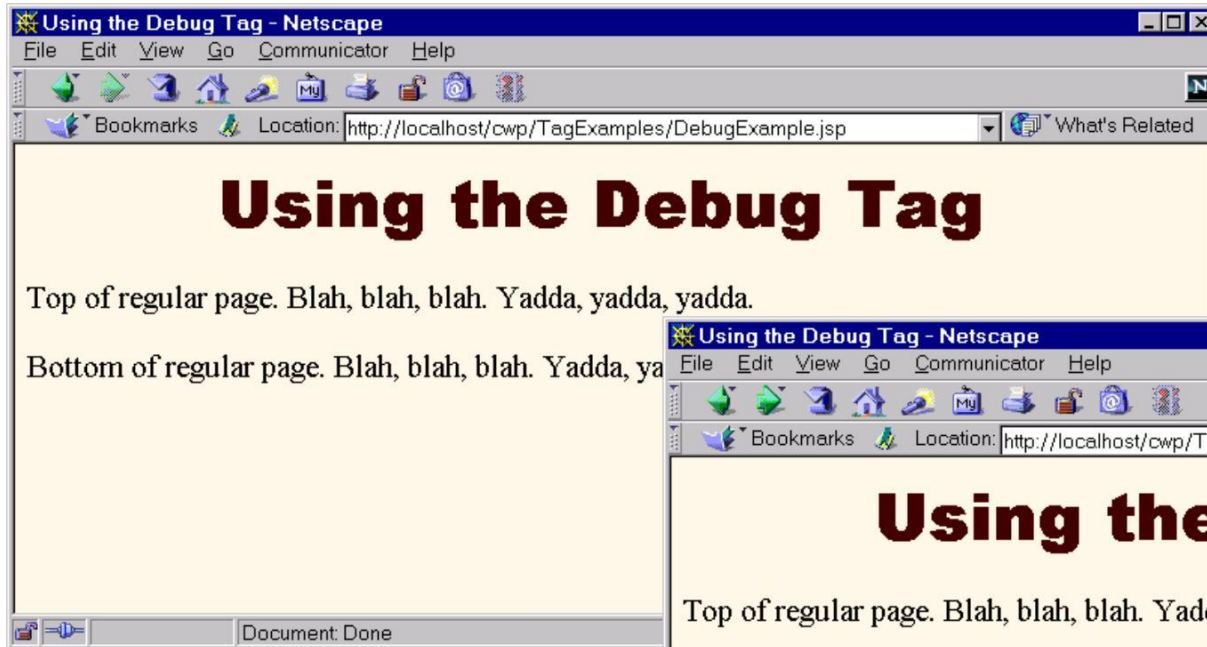 Using the Debug Tag - Netscape
File Edit View Go Communicator Help
My
N
Bookmarks Location: http://localhost/cwp/TagExamples/DebugExample.jsp What's Related
Using the Debug Tag
Top of regular page. Blah, blah, blah. Yadda, yadda, yadda.
Bottom of regular page. Blah, blah, blah. Yadda, ya
Document: Done
Using the Debug Tag - Netscape
File Edit View Go Communicator Help
My
Bookmarks Location: http://localhost/cwp/T
Using the
Top of regular page. Blah, blah, blah. Yad